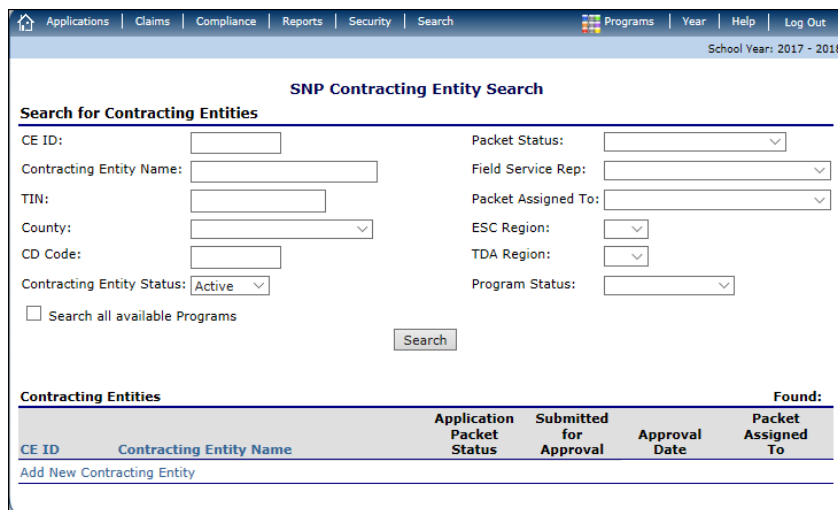 Applications | Claims | Compliance | Reports | Security | Search Programs | Year | Help | Log Out
School Year: 2017 - 2018
SNP Contracting Entity Search
Search for Contracting Entities
CE ID: Packet Status:
Contracting Entity Name: Field Service Rep:
TIN: Packet Assigned To:
County: ESC Region:
CD Code: TDA Region:
Contracting Entity Status: Active Program Status:
Search all available Programs
Search
Contracting Entities Found:
Application Submitted Packet
Packet for Approval Assigned
CE ID Contracting Entity Name Status Approval Date To
Add New Contracting Entity